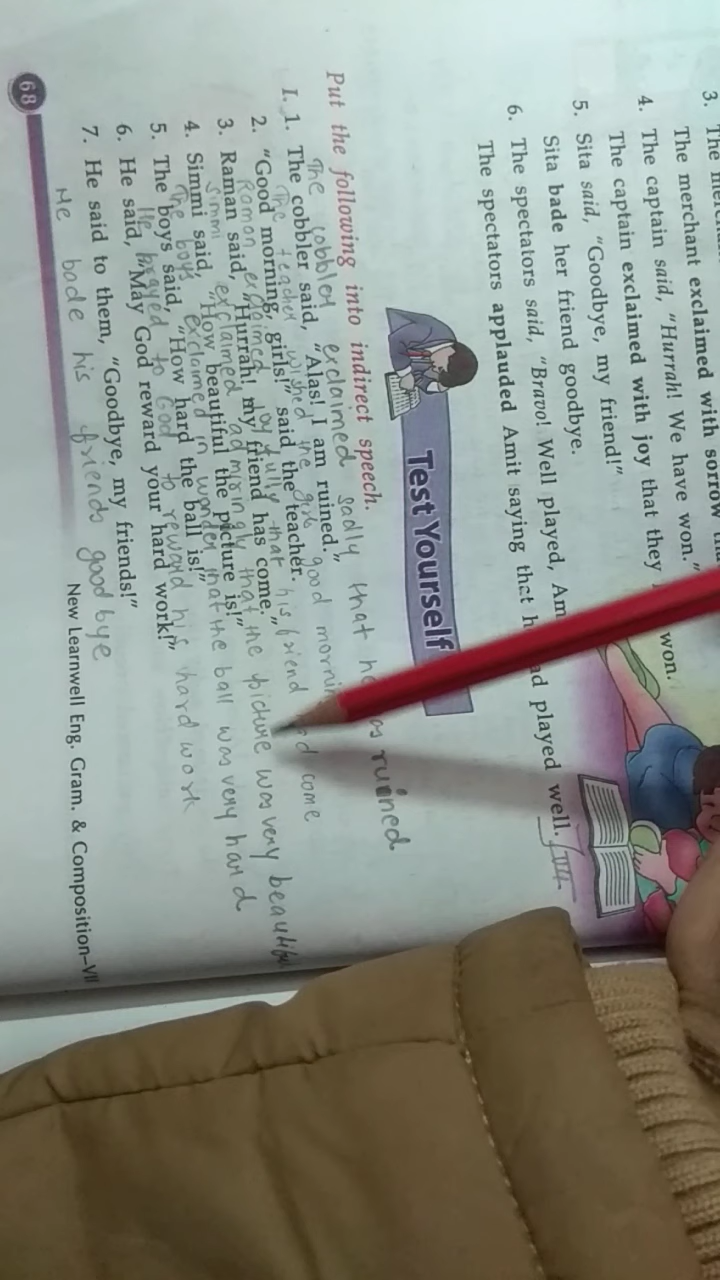 3. The
The merchant exclaimed with sorrow
4. The captain said, "Hurrah! We have won."
The captain exclaimed with joy that they won.
5. Sita said, "Goodbye, my friend!"
Sita bade her friend goodbye.
6. The spectators said, "Bravo! Well played, Am
The spectators applauded Amit saying that h ad played well.
Test Yourself
Put the following into indirect speech.
The cobbler exclaimed sadly that he as ruined
I. 1. The cobbler said, "Alas! I am ruined."
The teacher wished the girls good mornin
2. "Good morning, girls!" said the teacher.
Raman exclaimed joyfully that his friend d come
3. Raman said, "Hurrah! my friend has come."
Simmi exclaimed admiringly that the picture was very beautiful
4. Simmi said, "How beautiful the picture is!"
The boys exclaimed in wonder that the ball was very hard
5. The boys said, "How hard the ball is!"
He prayed to God to reward his hard work
6. He said, "May God reward your hard work!"
7. He said to them, "Goodbye, my friends!"
He bade his friends good bye
68
New Learnwell Eng. Gram. & Composition–VII